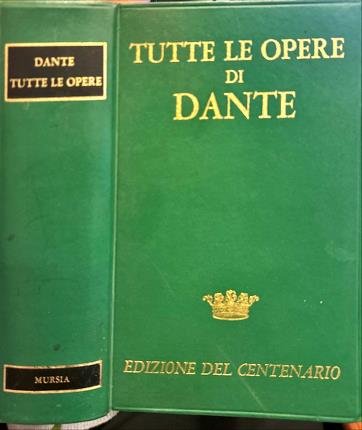 DANTE
TUTTE LE OPERE
MURSIA
TUTTE LE OPERE
DI
DANTE
EDIZIONE DEL CENTENARIO